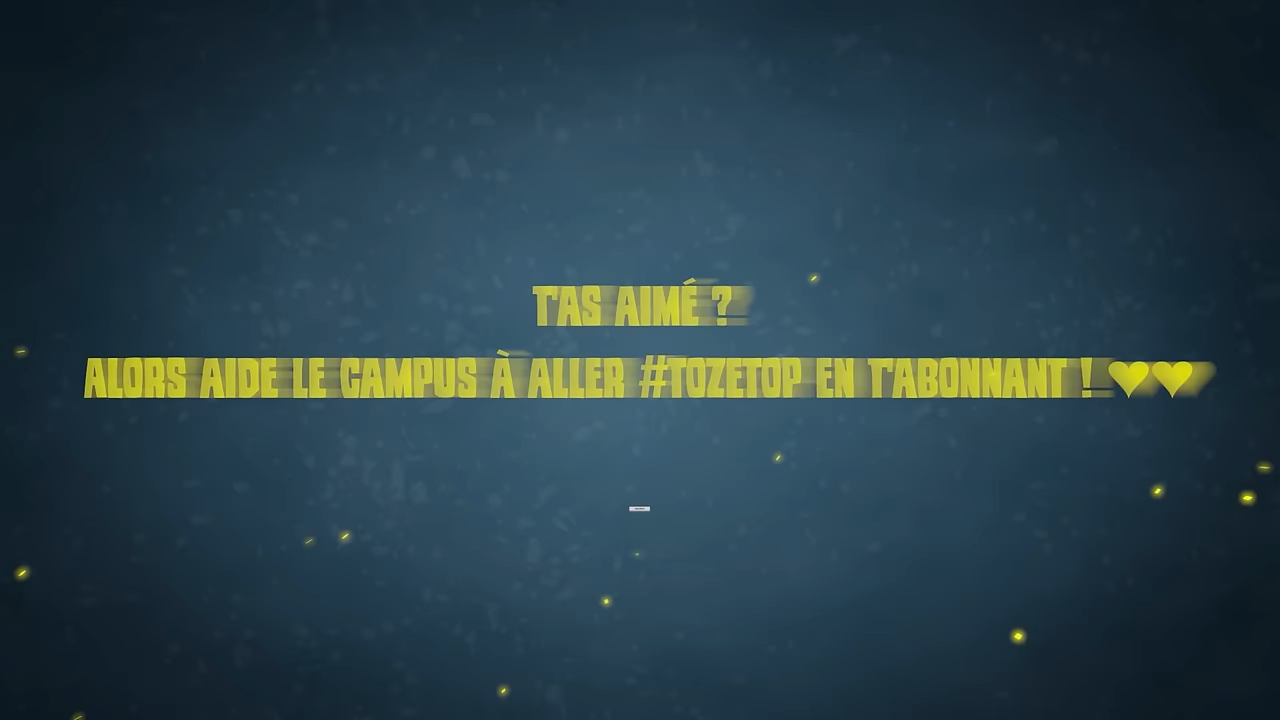 T'AS AIMÉ ?
ALORS AIDE LE CAMPUS À ALLER #TOZETOP EN T'ABONNANT ! ♥♥